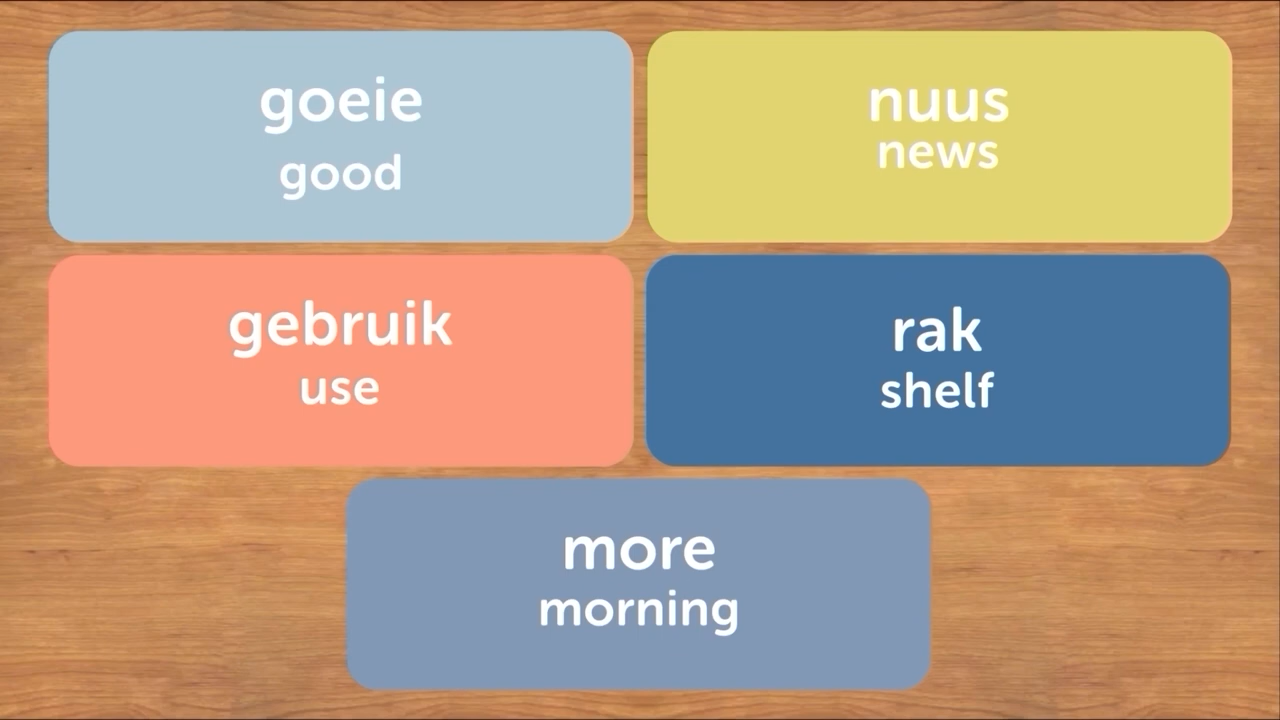 goeie
good
nuus
news
gebruik
use
rak
shelf
more
morning